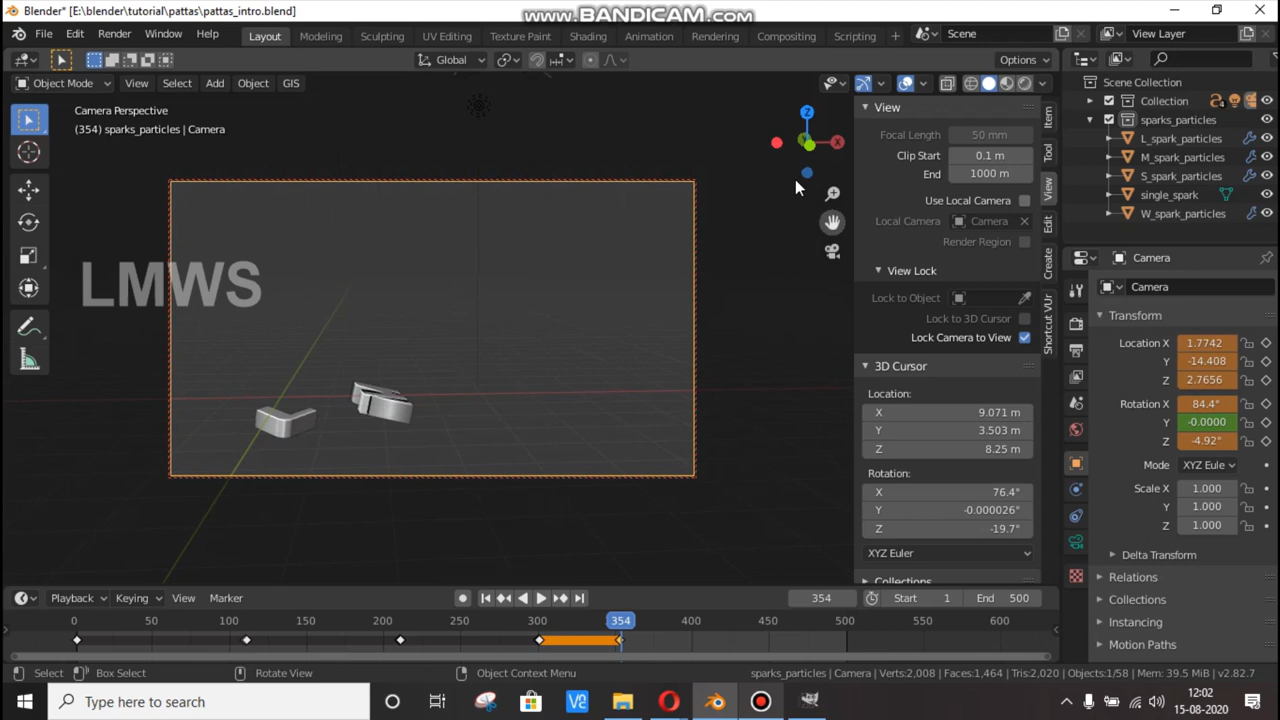 Blender* [E:\blender\tutorial\pattas\pattas_intro.blend]
www.BANDICAM.com
File Edit Render Window Help Layout Modeling Sculpting UV Editing Texture Paint Shading Animation Rendering Compositing Scripting + Scene View Layer
Global Options
Object Mode View Select Add Object GIS
Camera Perspective
(354) sparks_particles | Camera
Z
X
LMWS
View
Focal Length 50 mm
Clip Start 0.1 m
End 1000 m
Use Local Camera
Local Camera Camera
Render Region
View Lock
Lock to Object
Lock to 3D Cursor
Lock Camera to View
3D Cursor
Location:
X 9.071 m
Y 3.503 m
Z 8.25 m
Rotation:
X 76.4°
Y -0.000026°
Z -19.7°
XYZ Euler
Collections
Item
Tool
View
Edit
Create
Shortcut VUr
Scene Collection
Collection
sparks_particles
L_spark_particles
M_spark_particles
S_spark_particles
single_spark
W_spark_particles
Camera
Camera
Transform
Location X 1.7742
Y -14.408
Z 2.7656
Rotation X 84.4°
Y -0.0000
Z -4.92°
Mode XYZ Eule
Scale X 1.000
Y 1.000
Z 1.000
Delta Transform
Relations
Collections
Instancing
Motion Paths
Playback Keying View Marker 354 Start 1 End 500
0 50 100 150 200 250 300 354 400 450 500 550 600
Select Box Select Rotate View Object Context Menu sparks_particles | Camera | Verts:2,008 | Faces:1,464 | Tris:2,020 | Objects:1/58 | Mem: 39.5 MiB | v2.82.7
Type here to search
12:02
15-08-2020